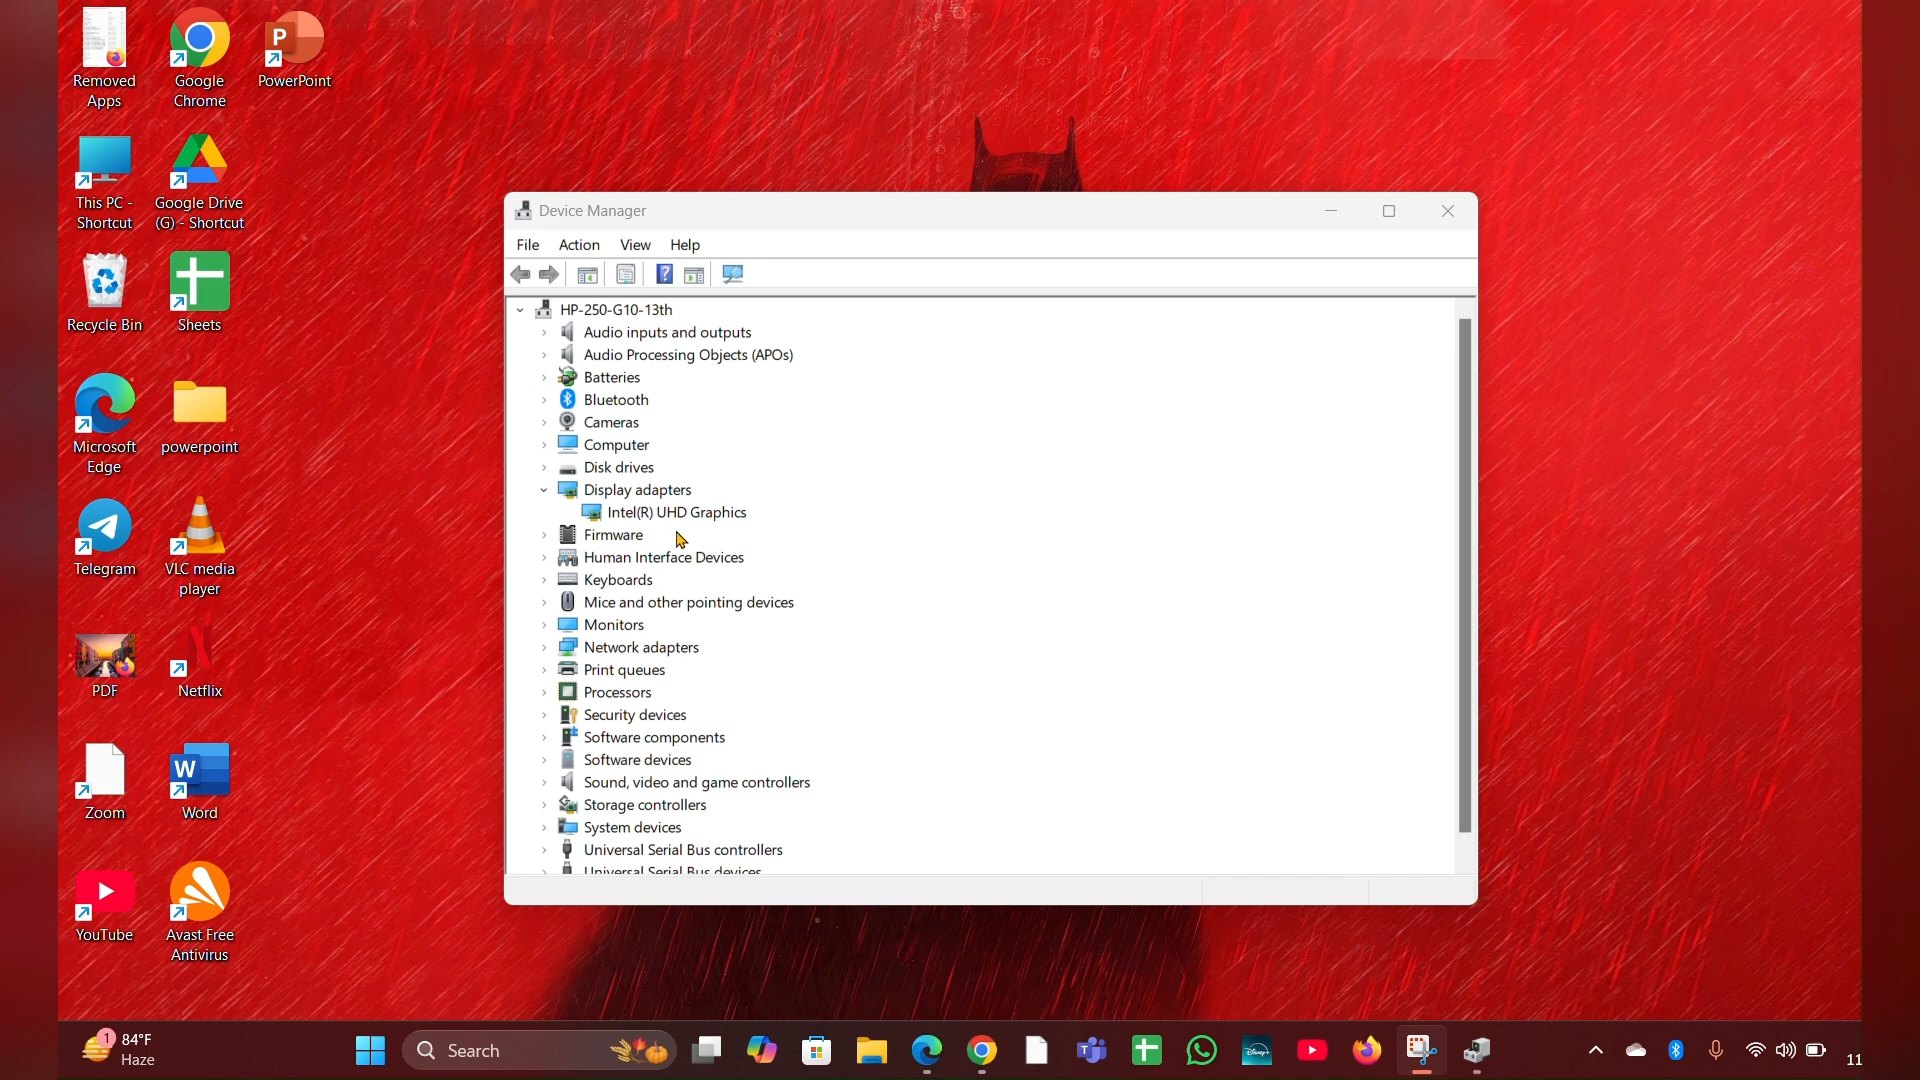 Removed
Apps
Google
Chrome
P
PowerPoint
This PC -
Shortcut
Google Drive
(G) - Shortcut
Recycle Bin
Sheets
Microsoft
Edge
powerpoint
Telegram
VLC media
player
PDF
Netflix
Zoom
W
Word
YouTube
Avast Free
Antivirus
Device Manager
File Action View Help
?
HP-250-G10-13th
Audio inputs and outputs
Audio Processing Objects (APOs)
Batteries
Bluetooth
Cameras
Computer
Disk drives
Display adapters
Intel(R) UHD Graphics
Firmware
Human Interface Devices
Keyboards
Mice and other pointing devices
Monitors
Network adapters
Print queues
Processors
Security devices
Software components
Software devices
Sound, video and game controllers
Storage controllers
System devices
Universal Serial Bus controllers
Universal Serial Bus devices
1
84°F
Haze
Search
T
Disney+
11